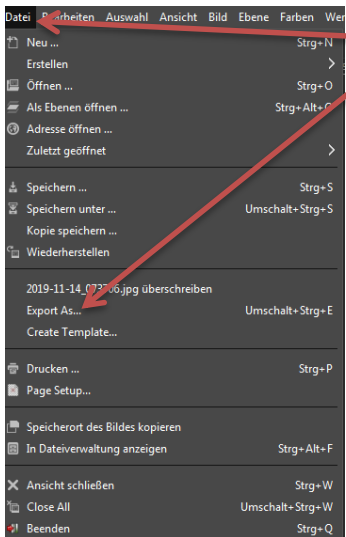 Datei Bearbeiten Auswahl Ansicht Bild Ebene Farben
Neu ... Strg+N
Erstellen
Öffnen ... Strg+O
Als Ebenen öffnen ... Strg+Alt+O
Adresse öffnen ...
Zuletzt geöffnet
Speichern ... Strg+S
Speichern unter ... Umschalt+Strg+S
Kopie speichern ...
Wiederherstellen
überschreiben
Export As... Umschalt+Strg+E
Create Template...
Drucken ... Strg+P
Page Setup...
Speicherort des Bildes kopieren
In Dateiverwaltung anzeigen Strg+Alt+F
Ansicht schließen Strg+W
Close All Umschalt+Strg+W
Beenden Strg+Q